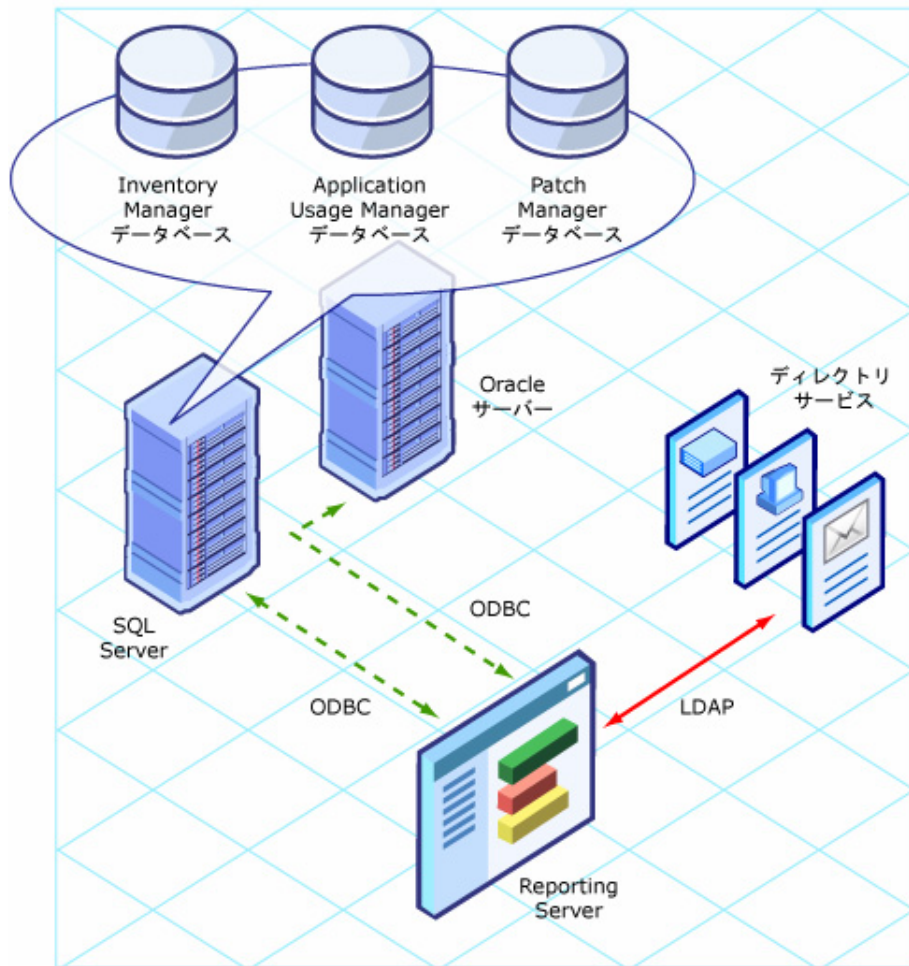 Inventory
Manager
データベース
Application
Usage Manager
データベース
Patch
Manager
データベース
Oracle
サーバー
ディレクトリ
サービス
SQL
Server
ODBC
ODBC
LDAP
Reporting
Server